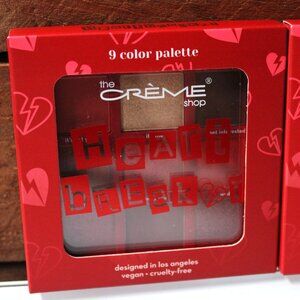 9 color palette
the
CRÈME®
shop
HEART
bREAKER
designed in los angeles
vegan • cruelty-free